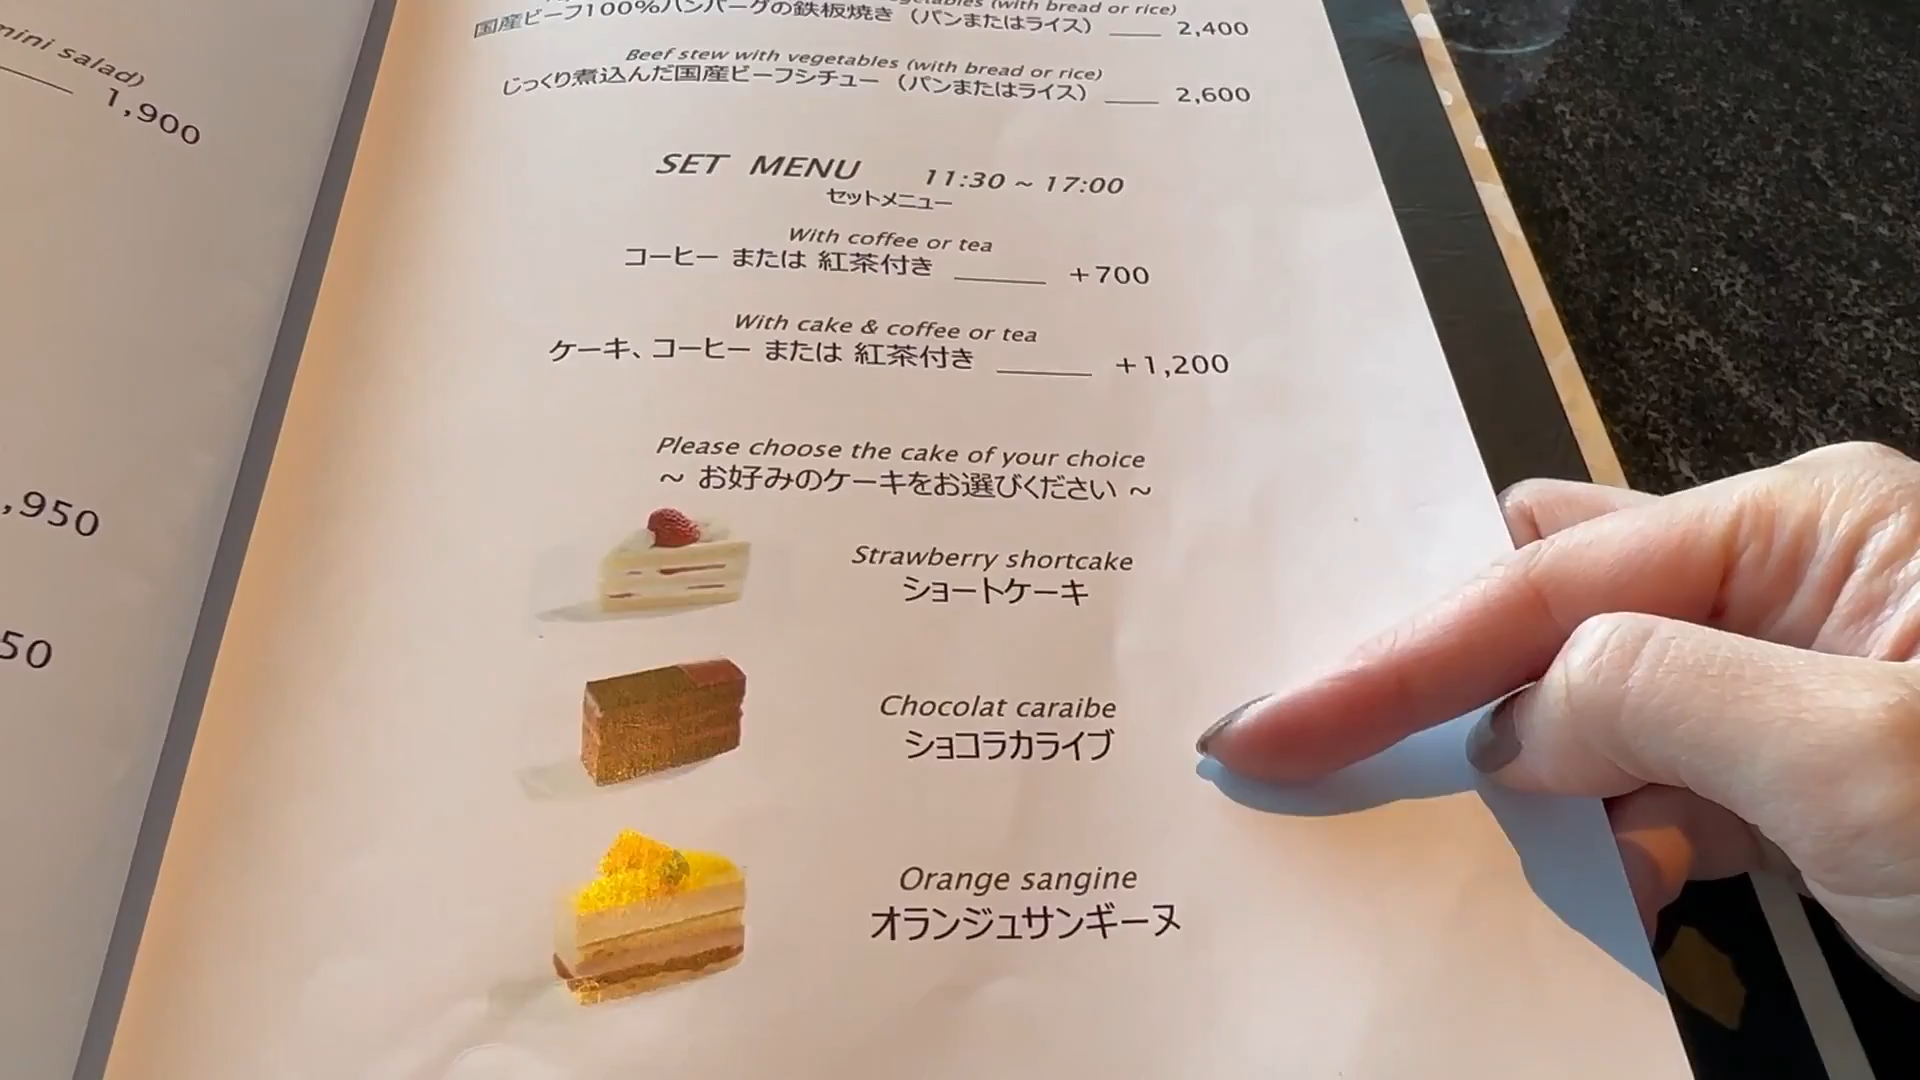 mini salad)
1,900
,950
50
getables (with bread or rice)
国産ビーフ100%ハンバーグの鉄板焼き（パンまたはライス） 2,400
Beef stew with vegetables (with bread or rice)
じっくり煮込んだ国産ビーフシチュー（パンまたはライス） 2,600
SET MENU 11:30 ~ 17:00
セットメニュー
With coffee or tea
コーヒー または 紅茶付き +700
With cake & coffee or tea
ケーキ、コーヒー または 紅茶付き +1,200
Please choose the cake of your choice
～ お好みのケーキをお選びください ～
Strawberry shortcake
ショートケーキ
Chocolat caraibe
ショコラカライブ
Orange sangine
オランジュサンギーヌ